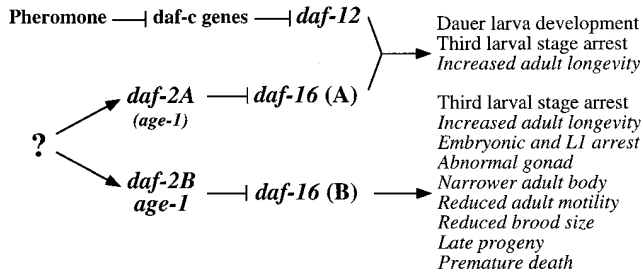 Pheromone daf-c genes daf-12
Dauer larva development
Third larval stage arrest
Increased adult longevity
daf-2A daf-16 (A)
(age-1)
?
daf-2B daf-16 (B)
age-1
Third larval stage arrest
Increased adult longevity
Embryonic and L1 arrest
Abnormal gonad
Narrower adult body
Reduced adult motility
Reduced brood size
Late progeny
Premature death